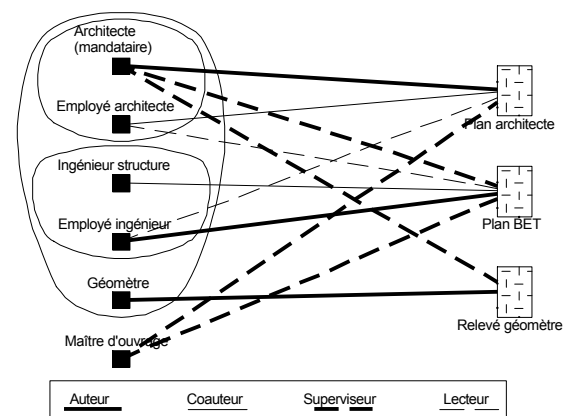 Architecte
(mandataire)
Employé architecte
Plan architecte
Ingénieur structure
Employé ingénieur
Plan BET
Géomètre
Relevé géomètre
Maître d'ouvrage
Auteur Coauteur Superviseur Lecteur